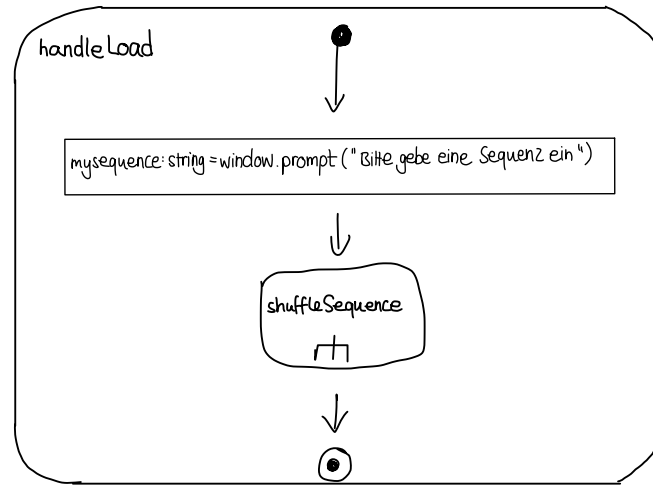 handleLoad
mysequence: string = window.prompt ("Bitte gebe eine Sequenz ein")
shuffleSequence